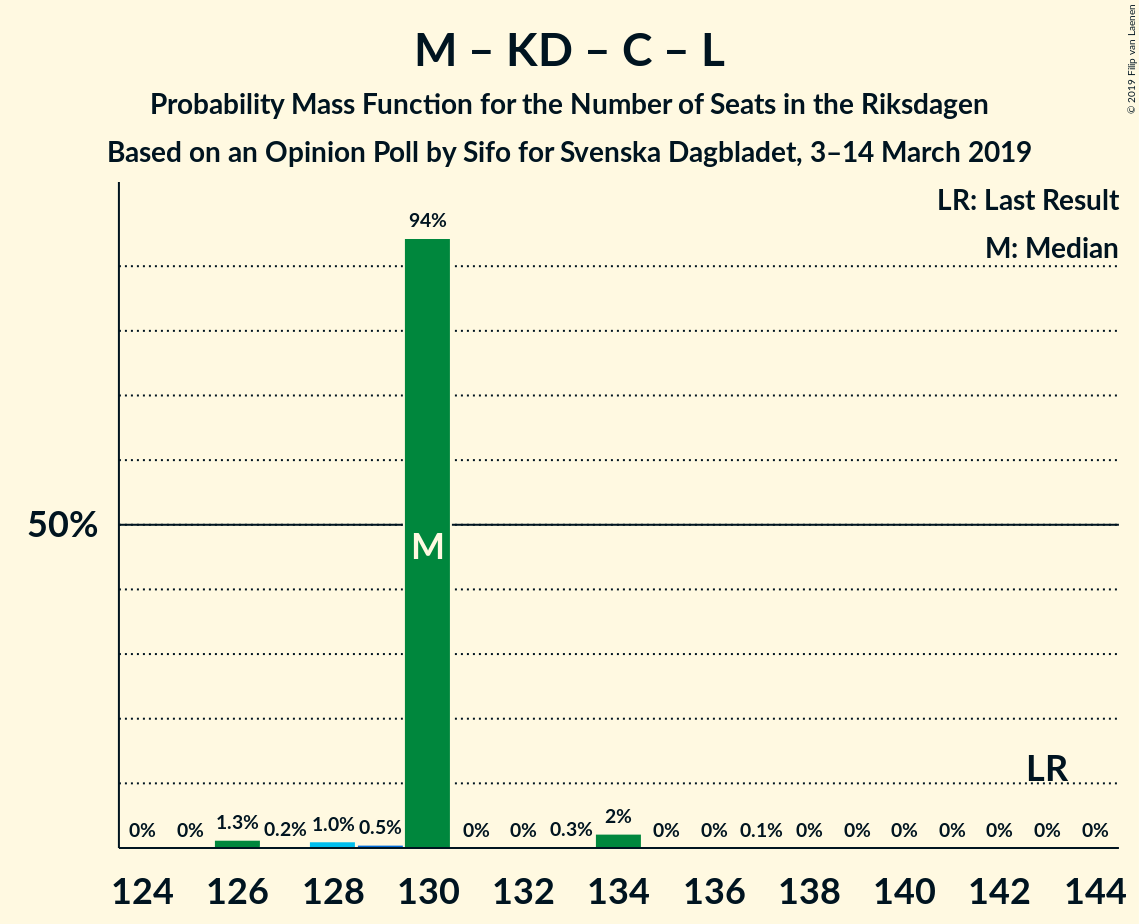 M – KD – C – L
Probability Mass Function for the Number of Seats in the Riksdagen
Based on an Opinion Poll by Sifo for Svenska Dagbladet, 3–14 March 2019
© 2019 Filip van Laenen
LR: Last Result
M: Median
94%
50%
M
LR
0% 0% 1.3% 0.2% 1.0% 0.5% 0% 0% 0.3% 2% 0% 0% 0.1% 0% 0% 0% 0% 0% 0% 0%
124 126 128 130 132 134 136 138 140 142 144